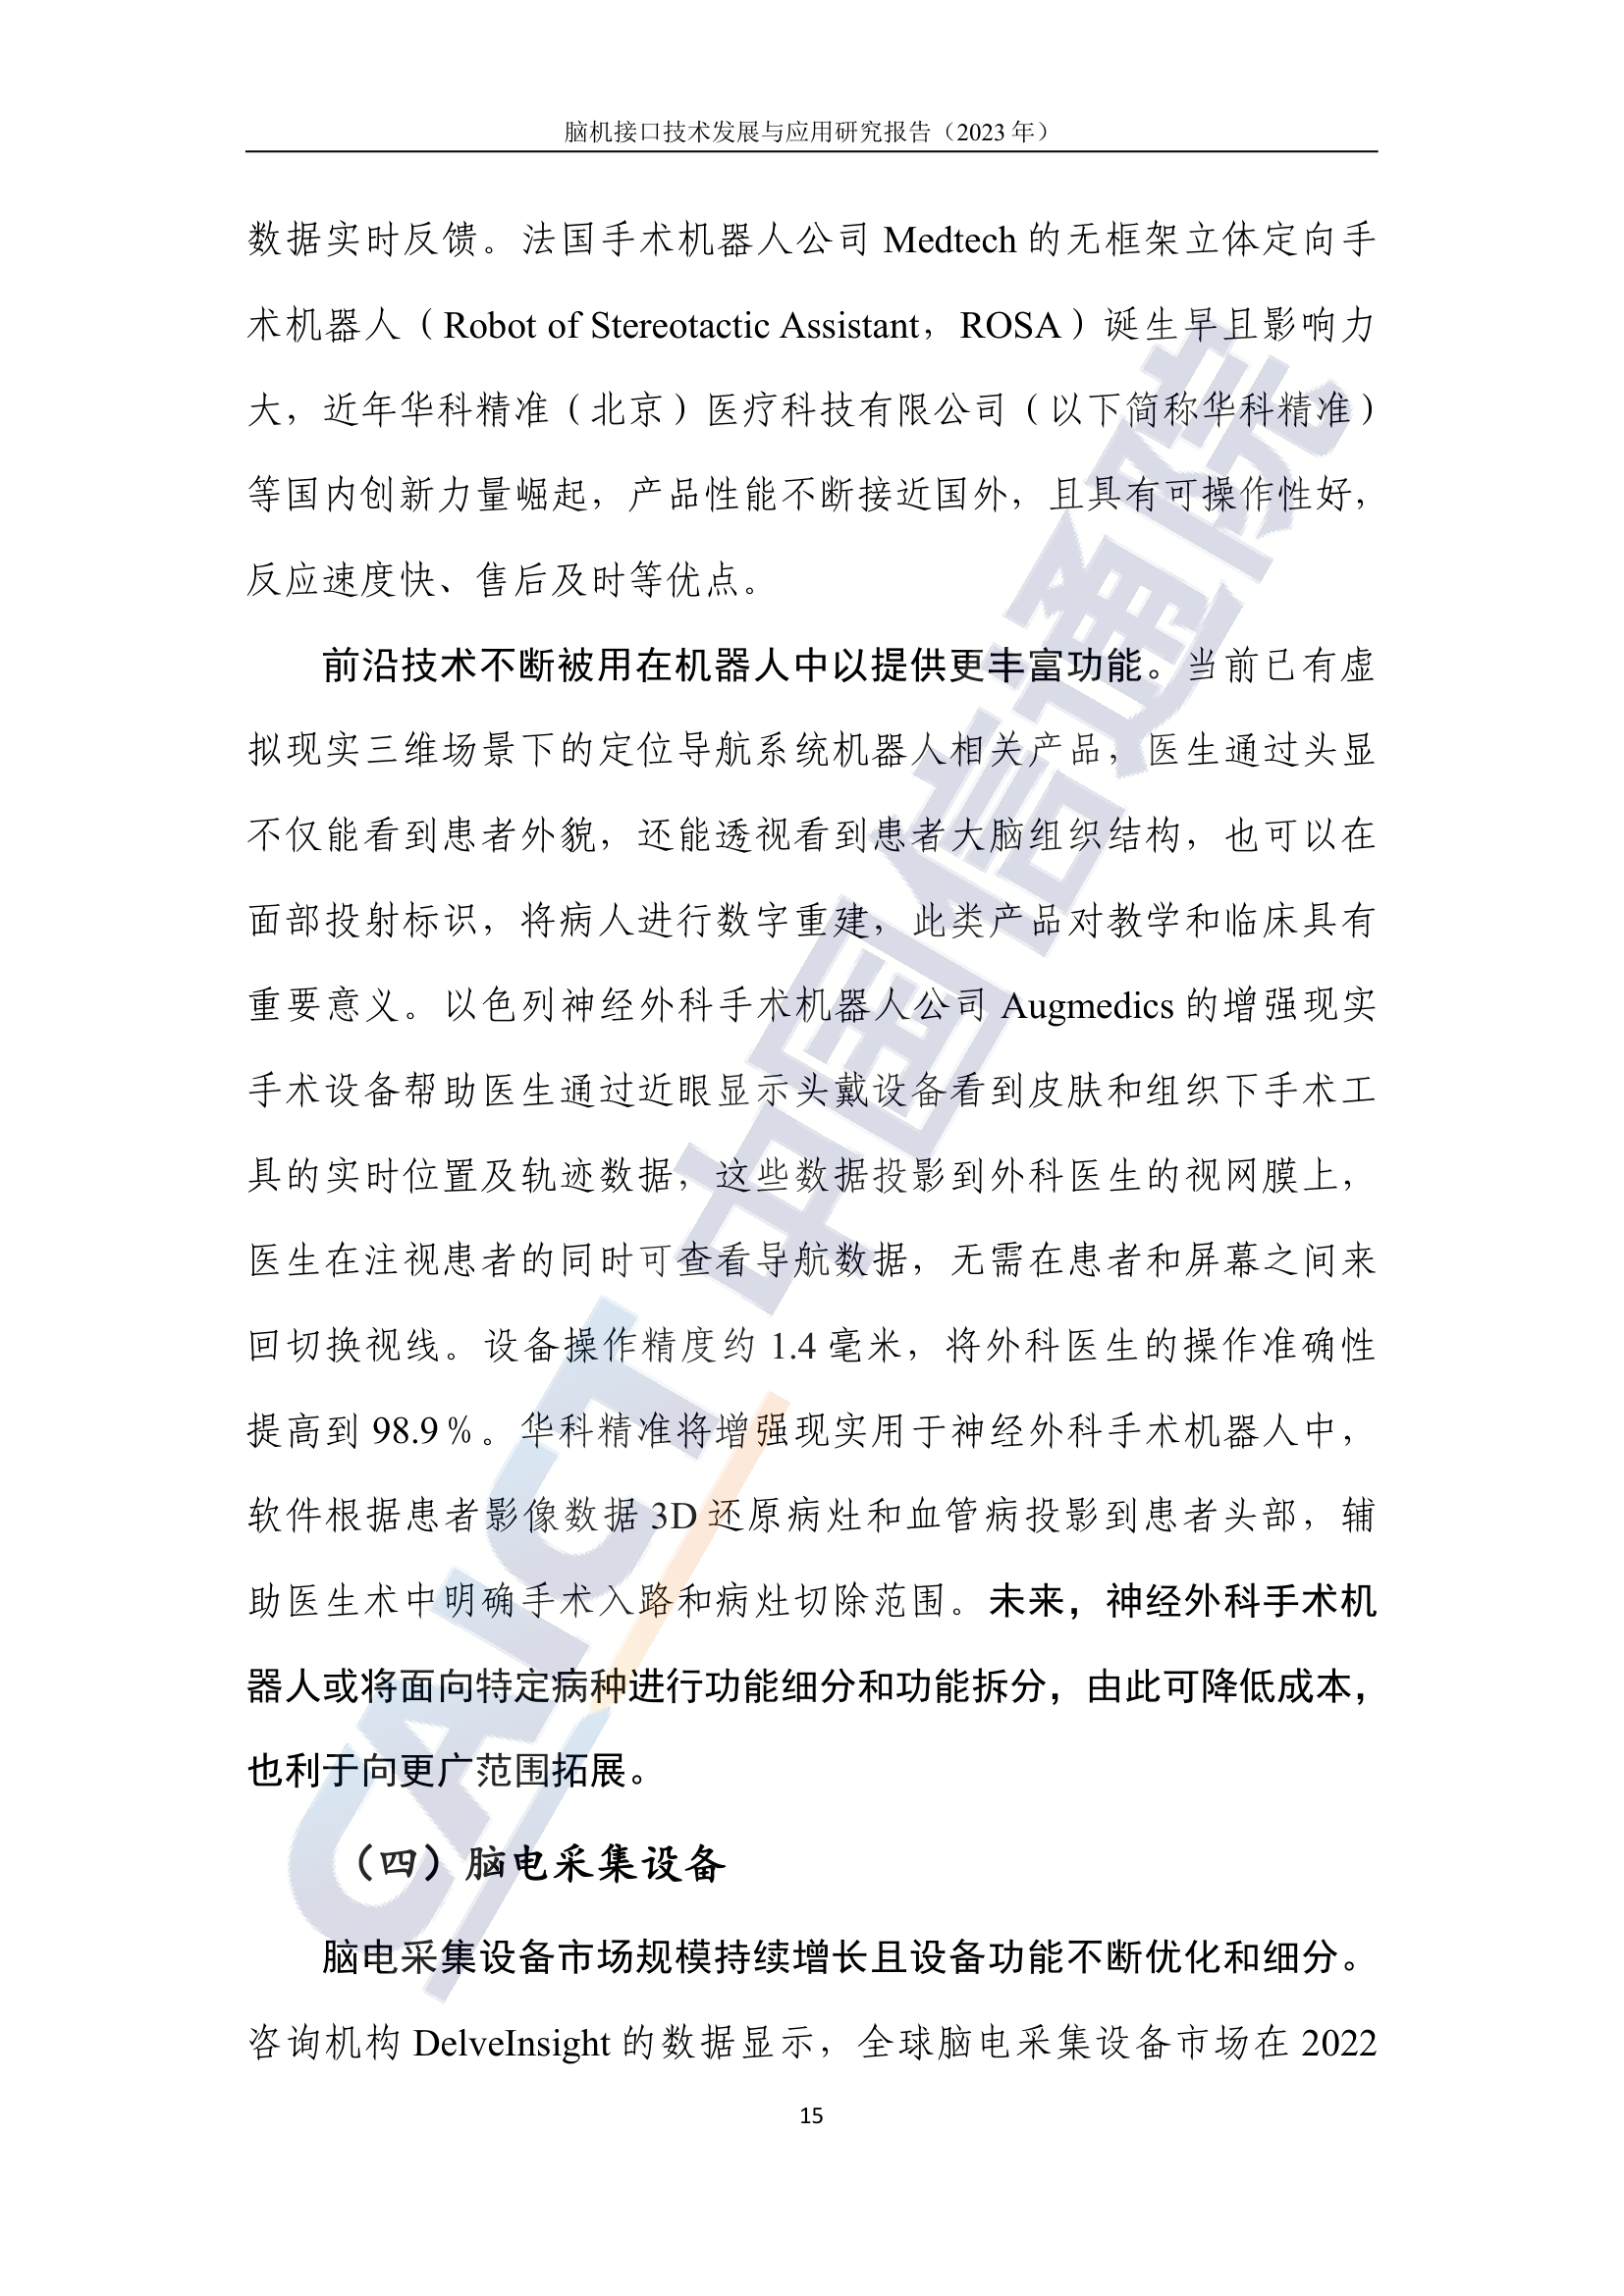 脑机接口技术发展与应用研究报告（2023 年）
数据实时反馈。法国手术机器人公司 Medtech 的无框架立体定向手
术机器人（Robot of Stereotactic Assistant，ROSA）诞生早且影响力
大，近年华科精准（北京）医疗科技有限公司（以下简称华科精准）
等国内创新力量崛起，产品性能不断接近国外，且具有可操作性好，
反应速度快、售后及时等优点。
前沿技术不断被用在机器人中以提供更丰富功能。当前已有虚
拟现实三维场景下的定位导航系统机器人相关产品，医生通过头显
不仅能看到患者外貌，还能透视看到患者大脑组织结构，也可以在
面部投射标识，将病人进行数字重建，此类产品对教学和临床具有
重要意义。以色列神经外科手术机器人公司 Augmedics 的增强现实
手术设备帮助医生通过近眼显示头戴设备看到皮肤和组织下手术工
具的实时位置及轨迹数据，这些数据投影到外科医生的视网膜上，
医生在注视患者的同时可查看导航数据，无需在患者和屏幕之间来
回切换视线。设备操作精度约 1.4 毫米，将外科医生的操作准确性
提高到 98.9％。华科精准将增强现实用于神经外科手术机器人中，
软件根据患者影像数据 3D 还原病灶和血管病投影到患者头部，辅
助医生术中明确手术入路和病灶切除范围。未来，神经外科手术机
器人或将面向特定病种进行功能细分和功能拆分，由此可降低成本，
也利于向更广范围拓展。
（四）脑电采集设备
脑电采集设备市场规模持续增长且设备功能不断优化和细分。
咨询机构 DelveInsight 的数据显示，全球脑电采集设备市场在 2022
15
CAICT 中国信通院